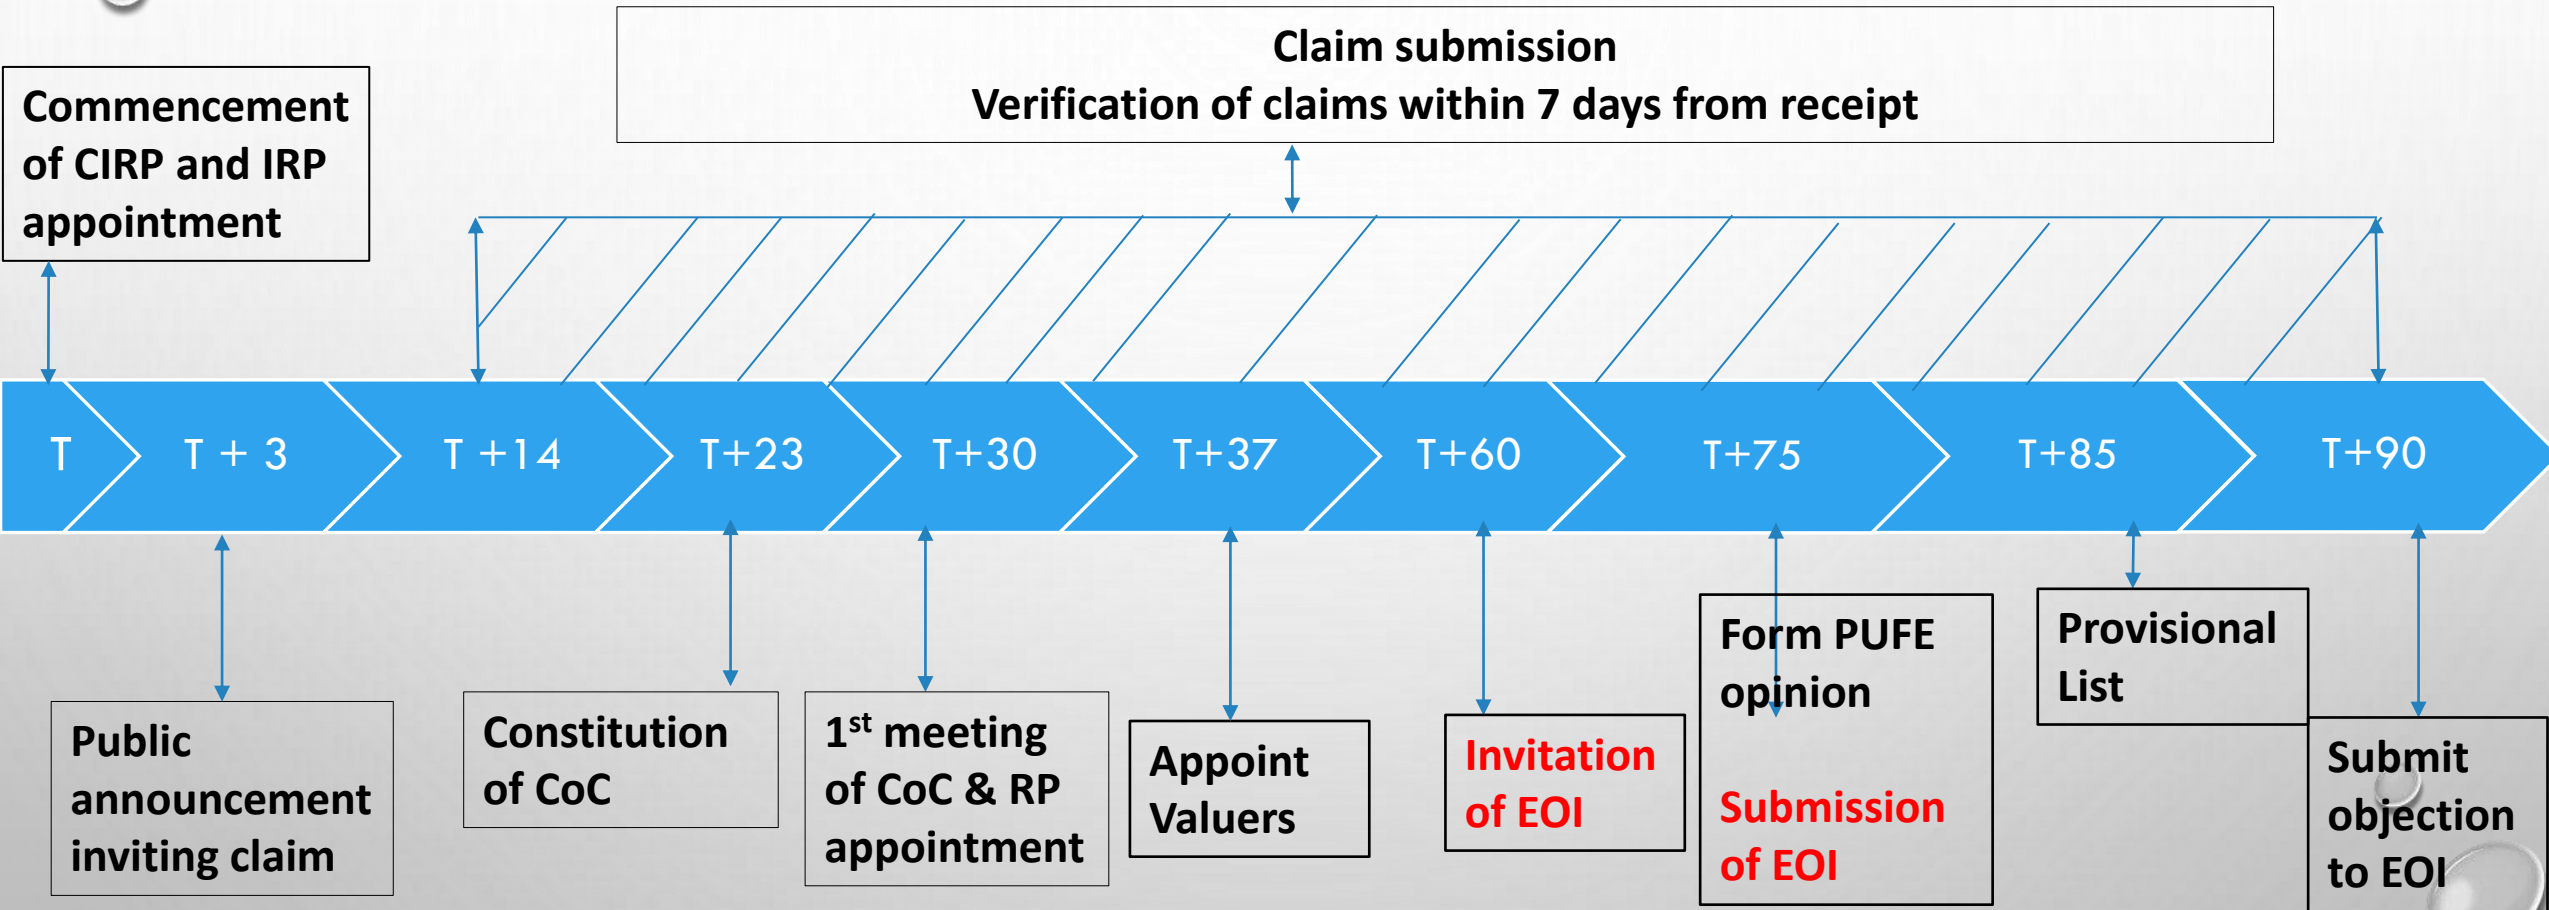 Claim submission
Verification of claims within 7 days from receipt
Commencement
of CIRP and IRP
appointment
T
T + 3
T +14
T+23
T+30
T+37
T+60
T+75
T+85
T+90
Public
announcement
inviting claim
Constitution
of CoC
1st meeting
of CoC & RP
appointment
Appoint
Valuers
Invitation
of EOI
Form PUFE
opinion
Submission
of EOI
Provisional
List
Submit
objection
to EOI